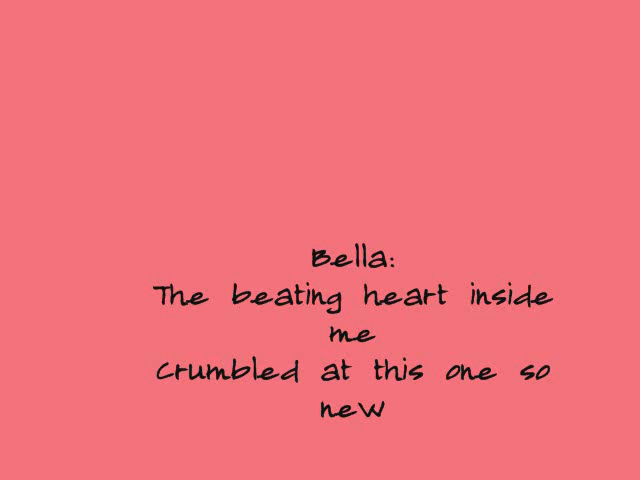 Bella:
The beating heart inside
me
Crumbled at this one so
new